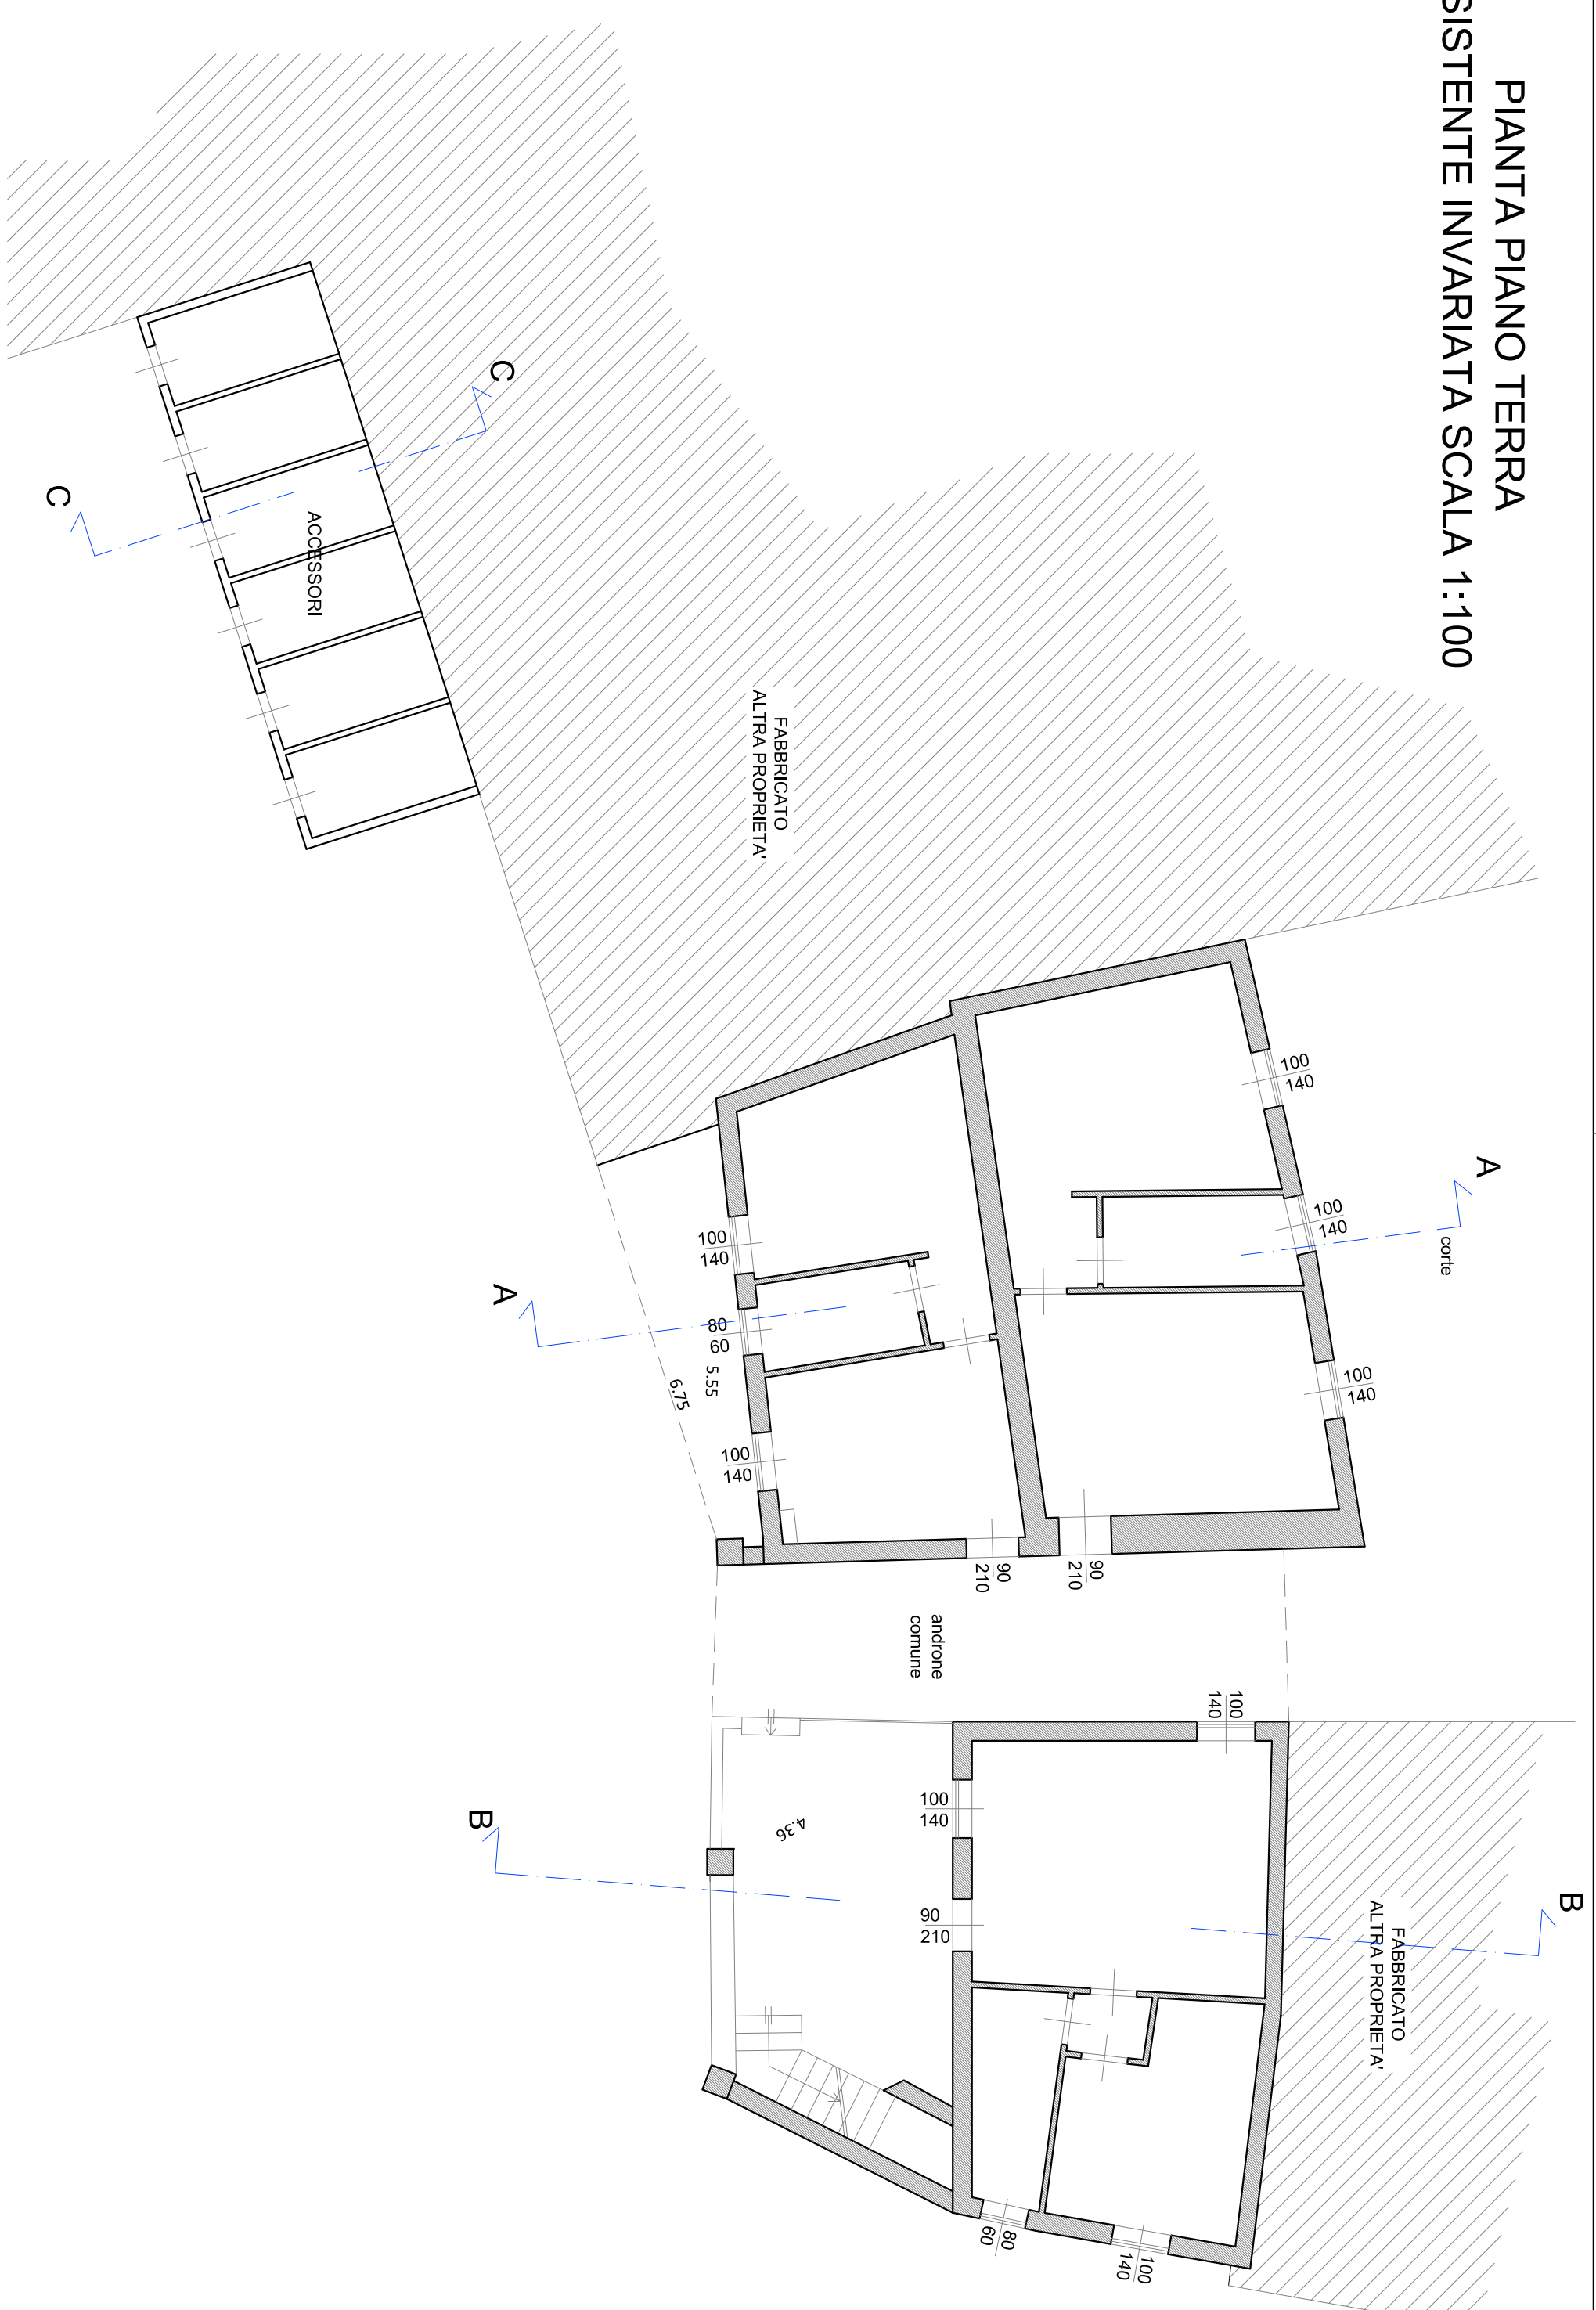 PIANTA PIANO TERRA
SISTENTE INVARIATA SCALA 1:100
B
FABBRICATO
ALTRA PROPRIETA'
A
corte
100
140
100
140
100
140
90
210
90
210
androne
comune
100
140
100
140
90
210
4.36
80
60
100
140
B
FABBRICATO
ALTRA PROPRIETA'
100
140
80
60
5.55
6.75
100
140
A
C
ACCESSORI
C